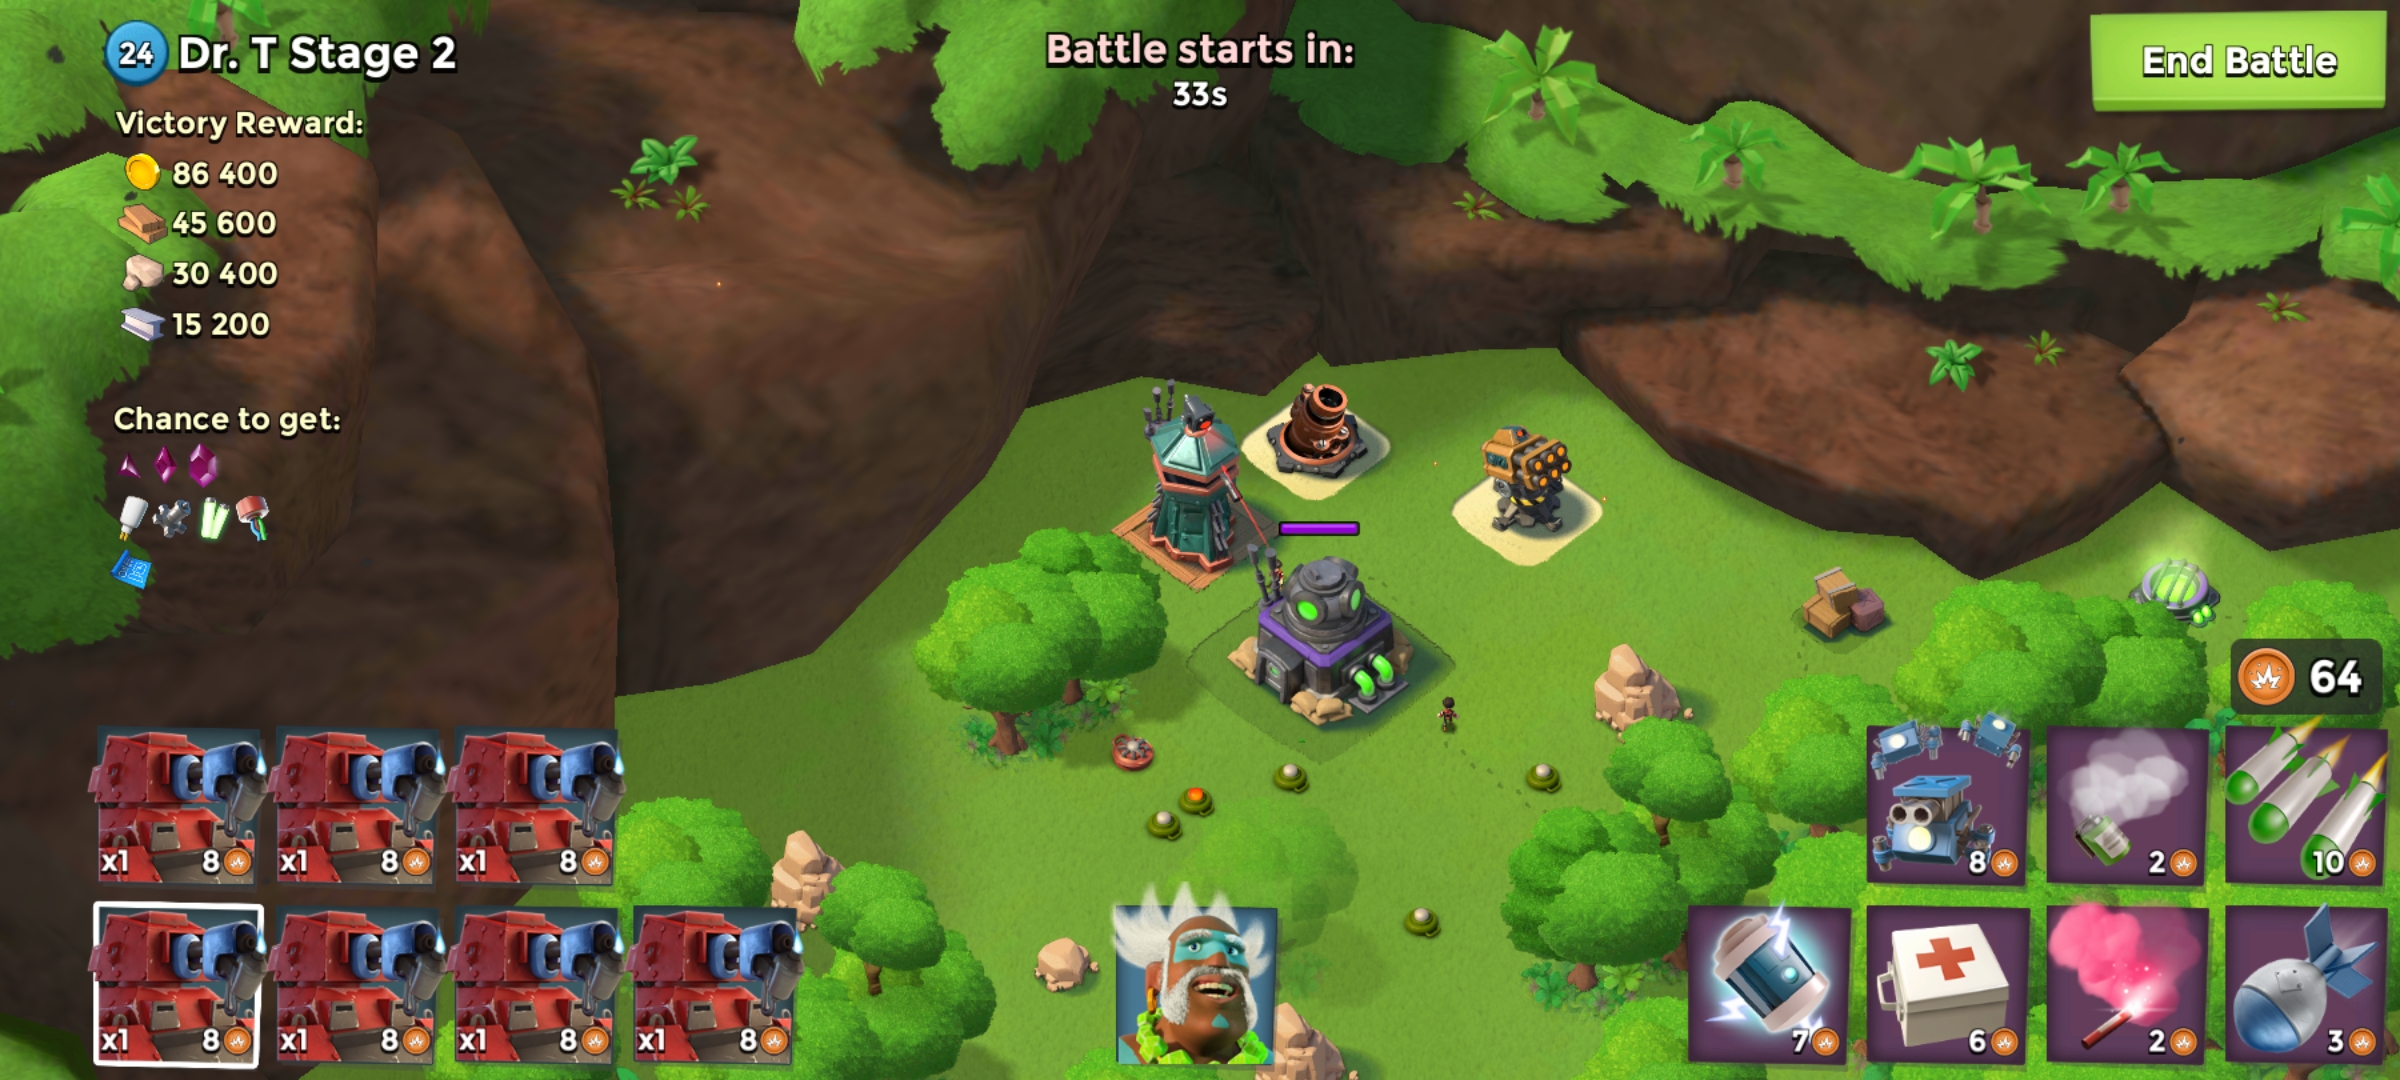 24 Dr. T Stage 2
Battle starts in:
33s
End Battle
Victory Reward:
86 400
45 600
30 400
15 200
Chance to get:
64
x1 8
x1 8
x1 8
8
2
10
x1 8
x1 8
x1 8
x1 8
7
6
2
3